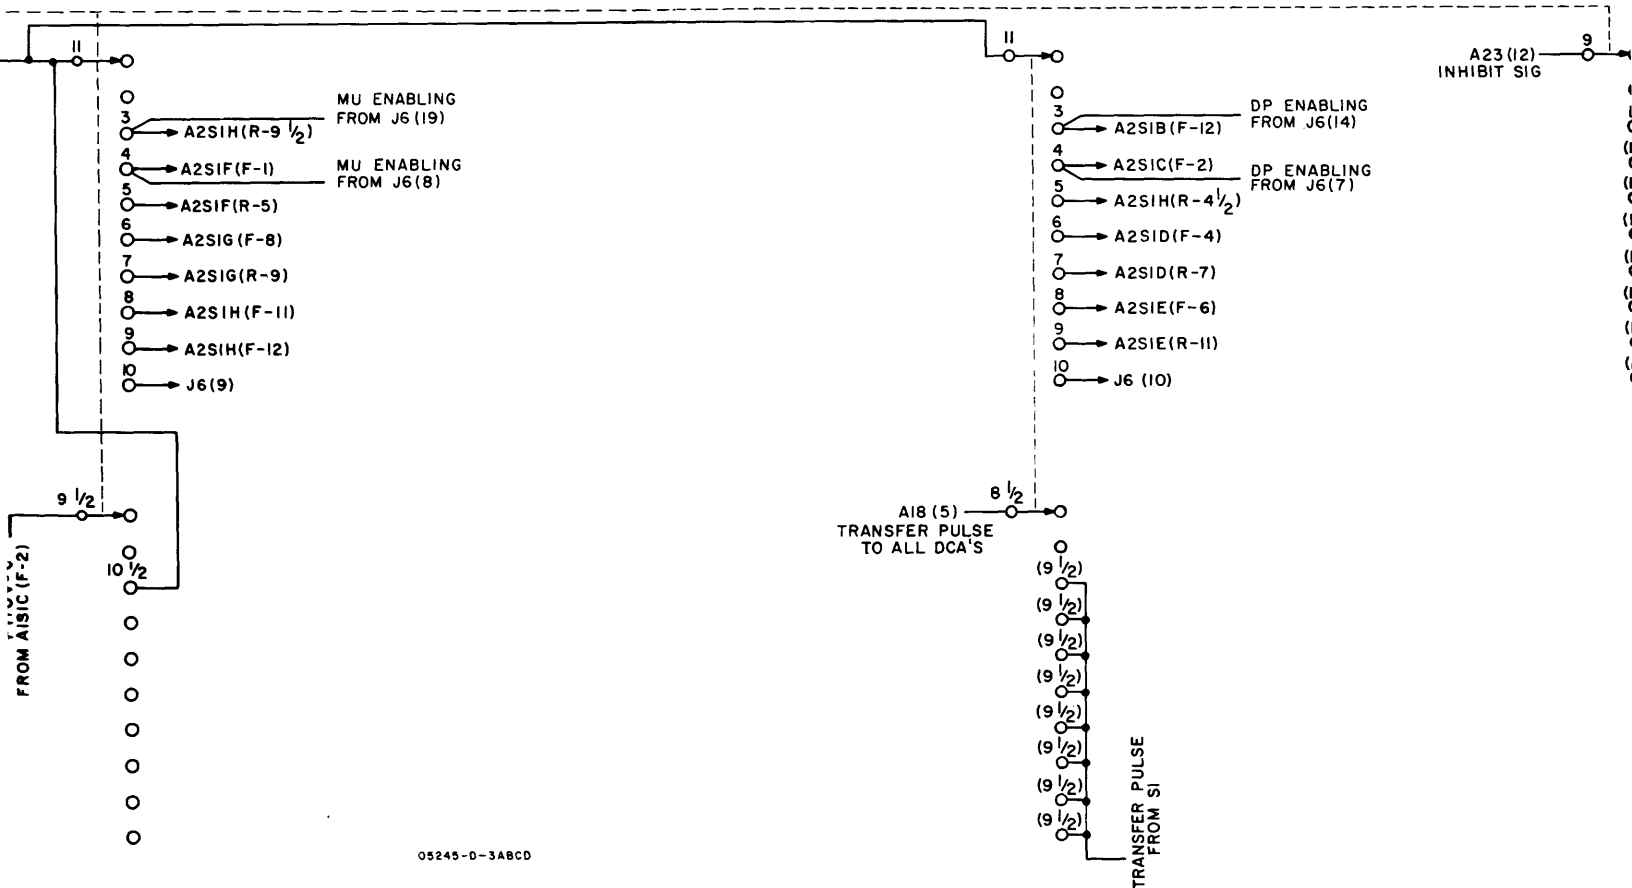 11
3
A2S1H(R-9 1/2)
MU ENABLING
FROM J6(19)
4
A2S1F(F-1)
MU ENABLING
FROM J6(8)
5
A2S1F(R-5)
6
A2S1G(F-8)
7
A2S1G(R-9)
8
A2S1H(F-11)
9
A2S1H(F-12)
10
J6(9)
9 1/2
FROM A1S1C(F-2)
10 1/2
11
3
A2S1B(F-12)
DP ENABLING
FROM J6(14)
4
A2S1C(F-2)
DP ENABLING
FROM J6(7)
5
A2S1H(R-4 1/2)
6
A2S1D(F-4)
7
A2S1D(R-7)
8
A2S1E(F-6)
9
A2S1E(R-11)
10
J6 (10)
A18 (5)
TRANSFER PULSE
TO ALL DCA'S
8 1/2
(9 1/2)
(9 1/2)
(9 1/2)
(9 1/2)
(9 1/2)
(9 1/2)
(9 1/2)
(9 1/2)
TRANSFER PULSE
FROM S1
A23 (12)
INHIBIT SIG
9
05245-D-3ABCD